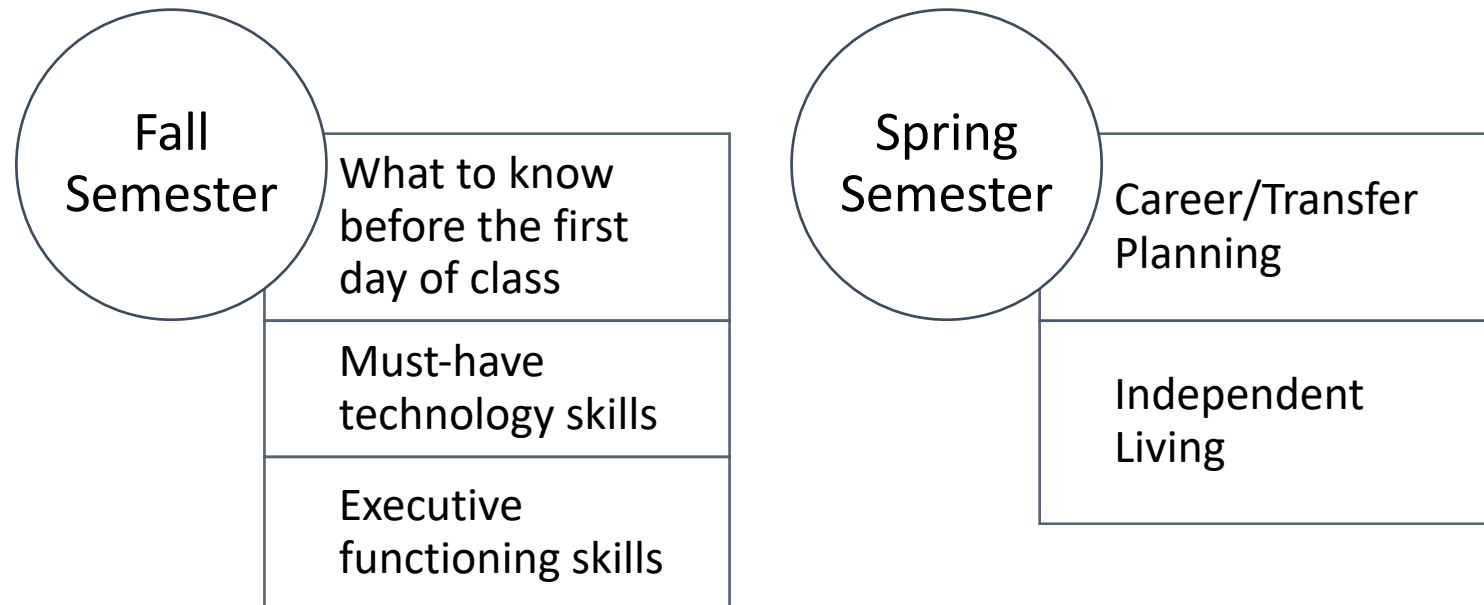 Fall
Semester
What to know
before the first
day of class
Must-have
technology skills
Executive
functioning skills
Spring
Semester
Career/Transfer
Planning
Independent
Living